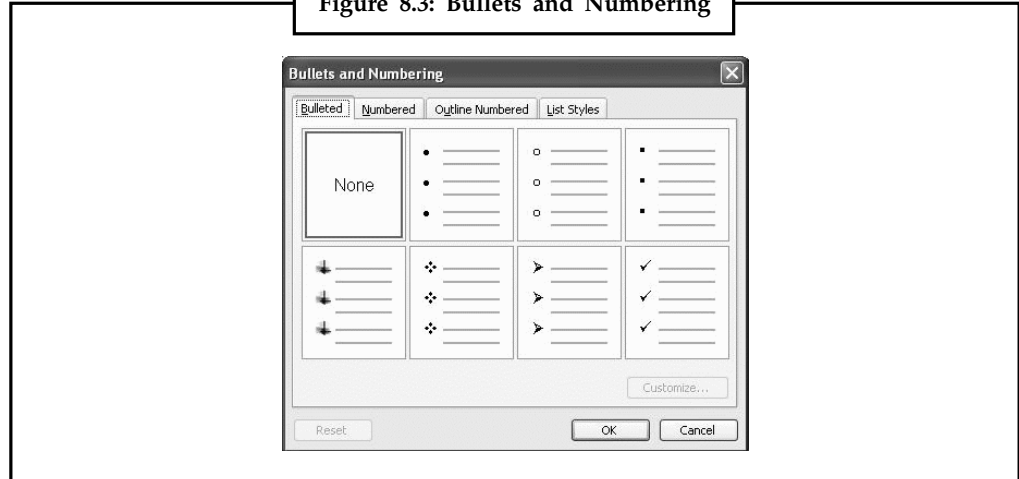 Figure 8.3: Bullets and Numbering
Bullets and Numbering
Bulleted Numbered Outline Numbered List Styles
None
Customize...
Reset OK Cancel